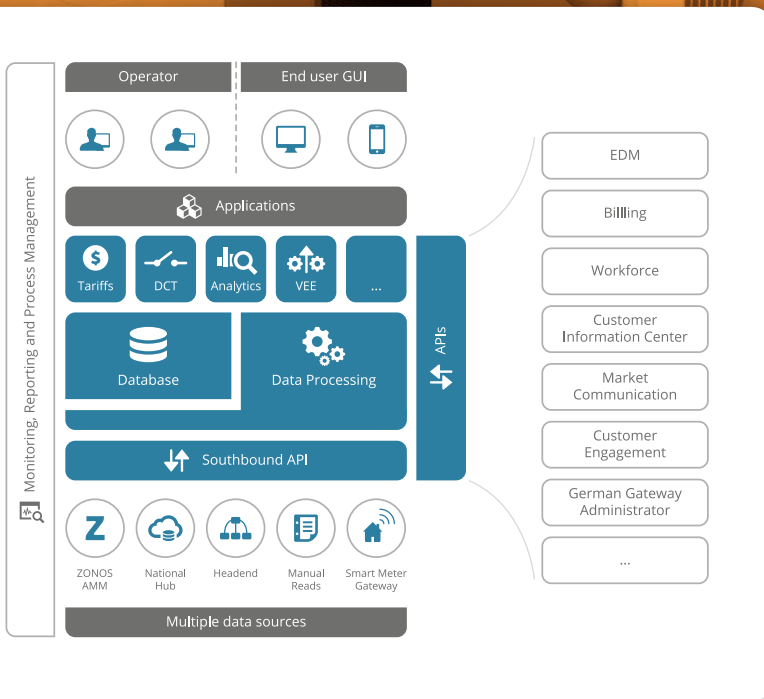 Operator
End user GUI
Applications
Tariffs
DCT
Analytics
VEE
...
Database
Data Processing
Southbound API
ZONOS
AMM
National
Hub
Headend
Manual
Reads
Smart Meter
Gateway
Multiple data sources
Monitoring, Reporting and Process Management
APIs
EDM
Billling
Workforce
Customer
Information Center
Market
Communication
Customer
Engagement
German Gateway
Administrator
...